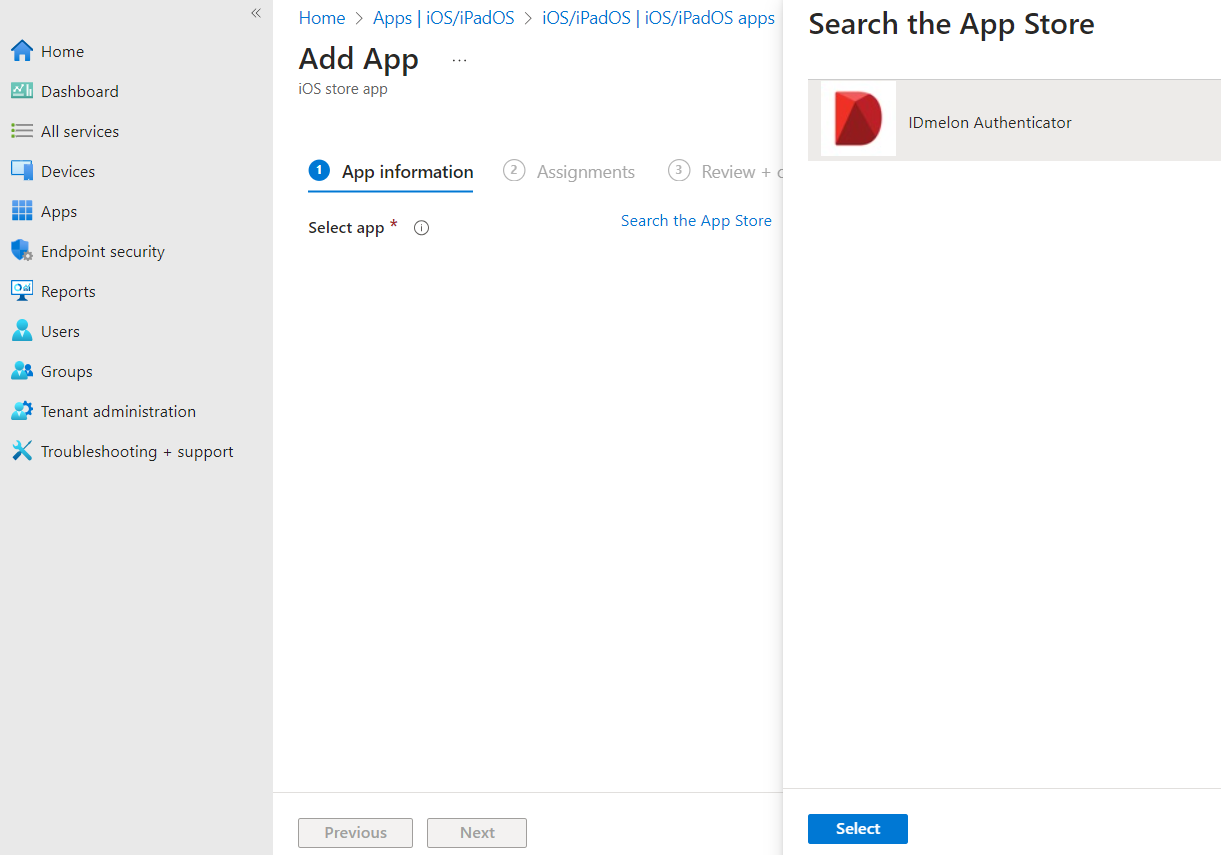 «
Home
Dashboard
All services
Devices
Apps
Endpoint security
Reports
Users
Groups
Tenant administration
Troubleshooting + support
Home > Apps | iOS/iPadOS > iOS/iPadOS | iOS/iPadOS apps
Add App ...
iOS store app
1 App information 2 Assignments 3 Review + c
Select app * Search the App Store
Previous Next
Search the App Store
IDmelon Authenticator
Select